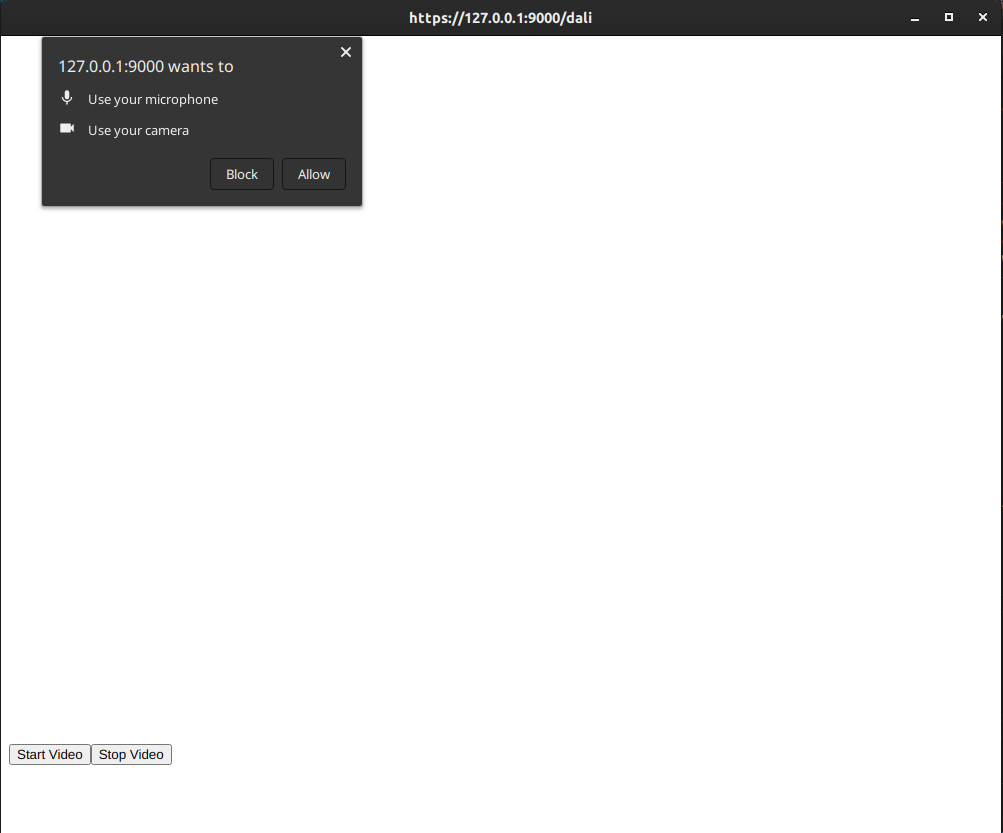 https://127.0.0.1:9000/dali
127.0.0.1:9000 wants to
Use your microphone
Use your camera
Block Allow
Start Video Stop Video